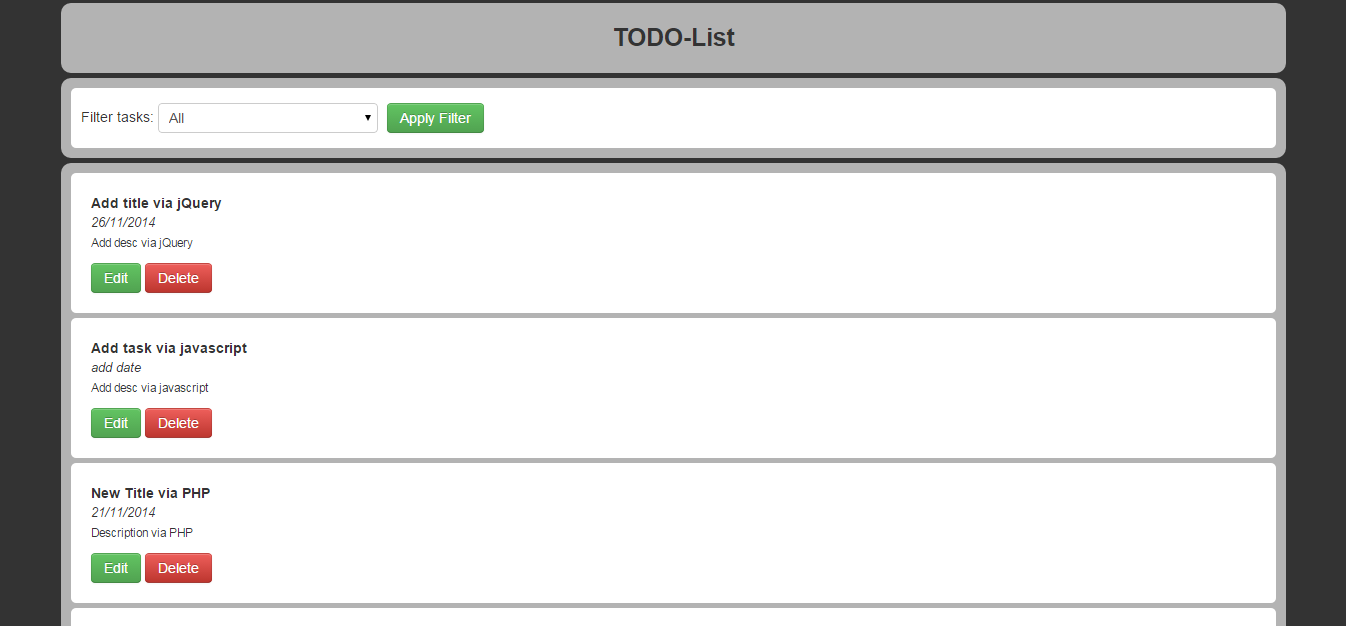 TODO-List
Filter tasks: All Apply Filter
Add title via jQuery
26/11/2014
Add desc via jQuery
Edit Delete
Add task via javascript
add date
Add desc via javascript
Edit Delete
New Title via PHP
21/11/2014
Description via PHP
Edit Delete